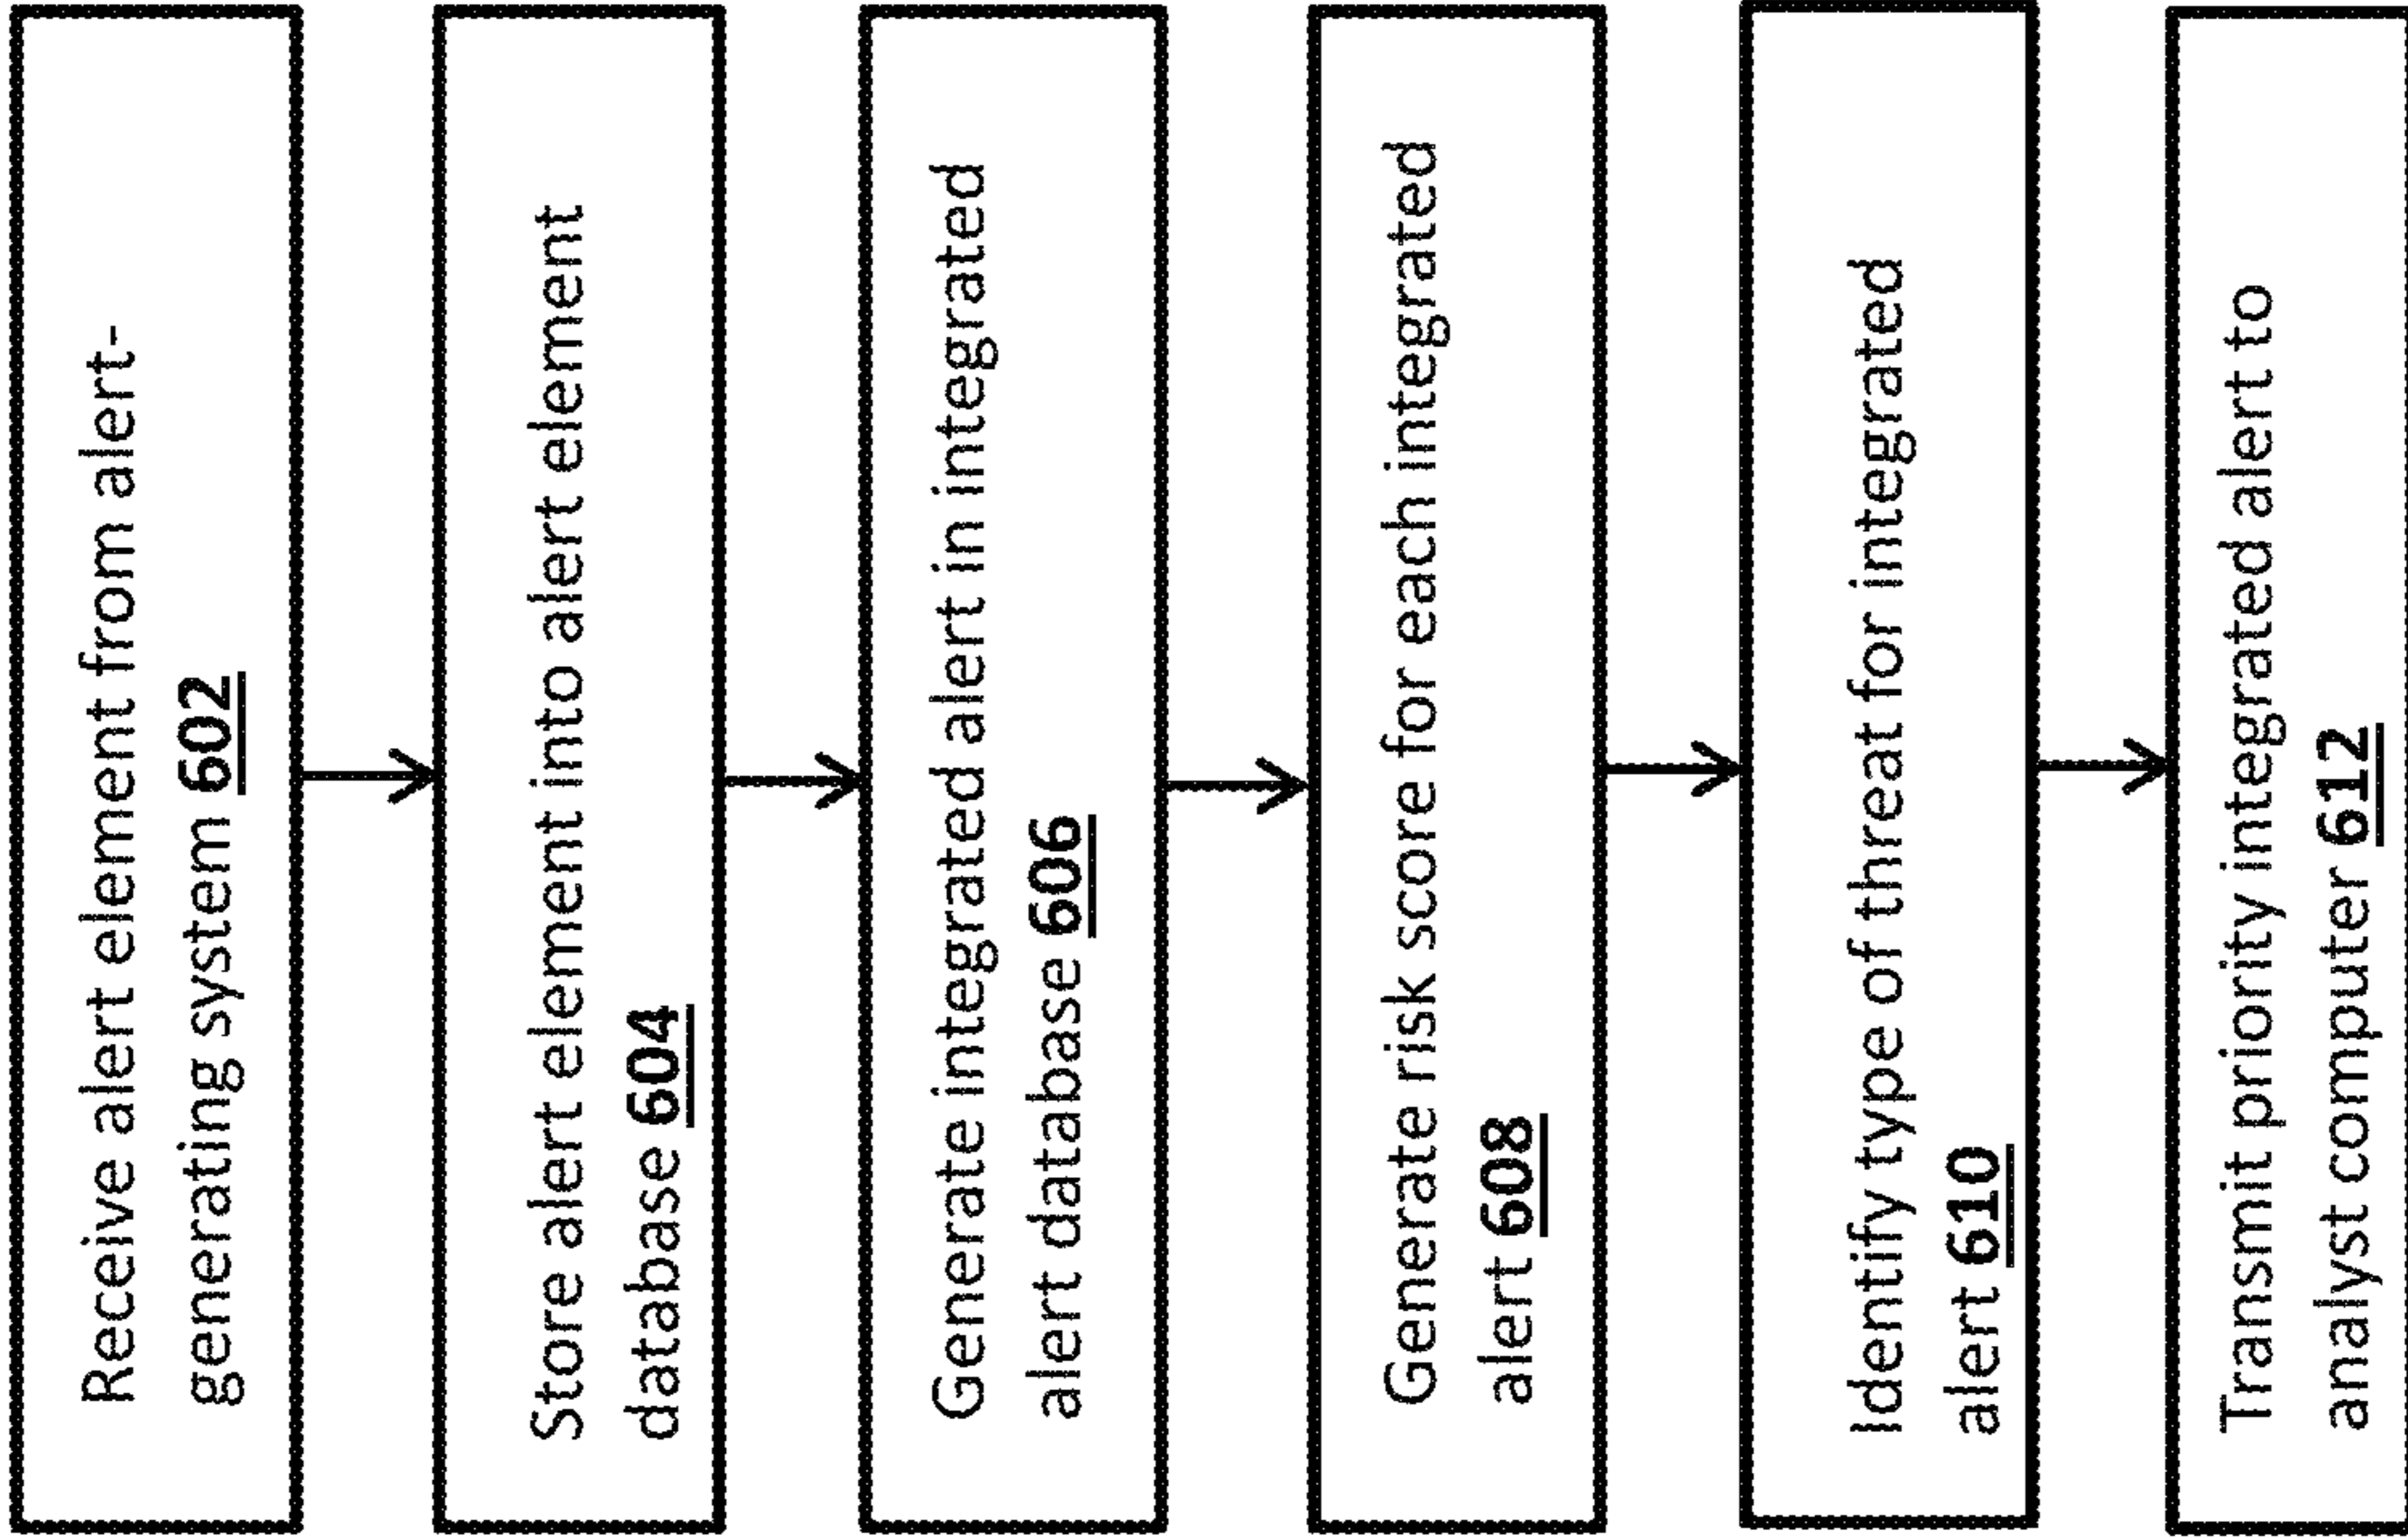 Receive alert element from alert-
generating system 602
Store alert element into alert element
database 604
Generate integrated alert in integrated
alert database 606
Generate risk score for each integrated
alert 608
Identify type of threat for integrated
alert 610
Transmit priority integrated alert to
analyst computer 612